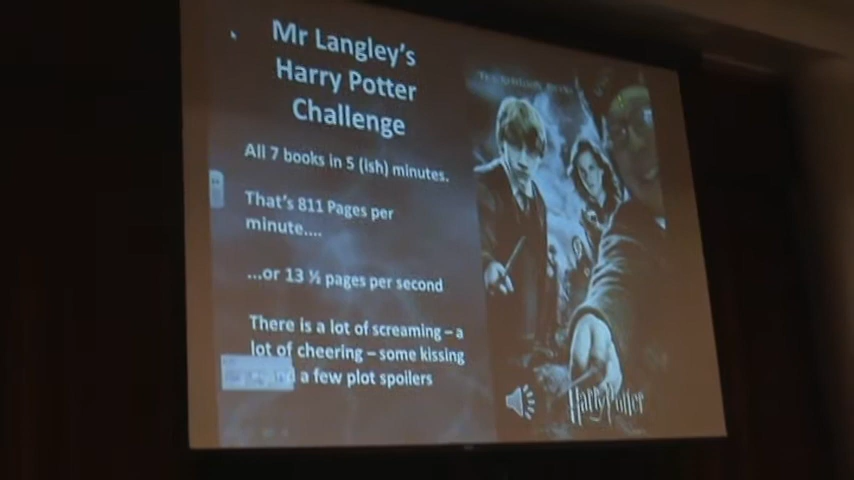 Mr Langley's
Harry Potter
Challenge
All 7 books in 5 (ish) minutes.
That's 811 Pages per
minute....
...or 13 ½ pages per second
There is a lot of screaming – a
lot of cheering – some kissing
and a few plot spoilers
Harry Potter